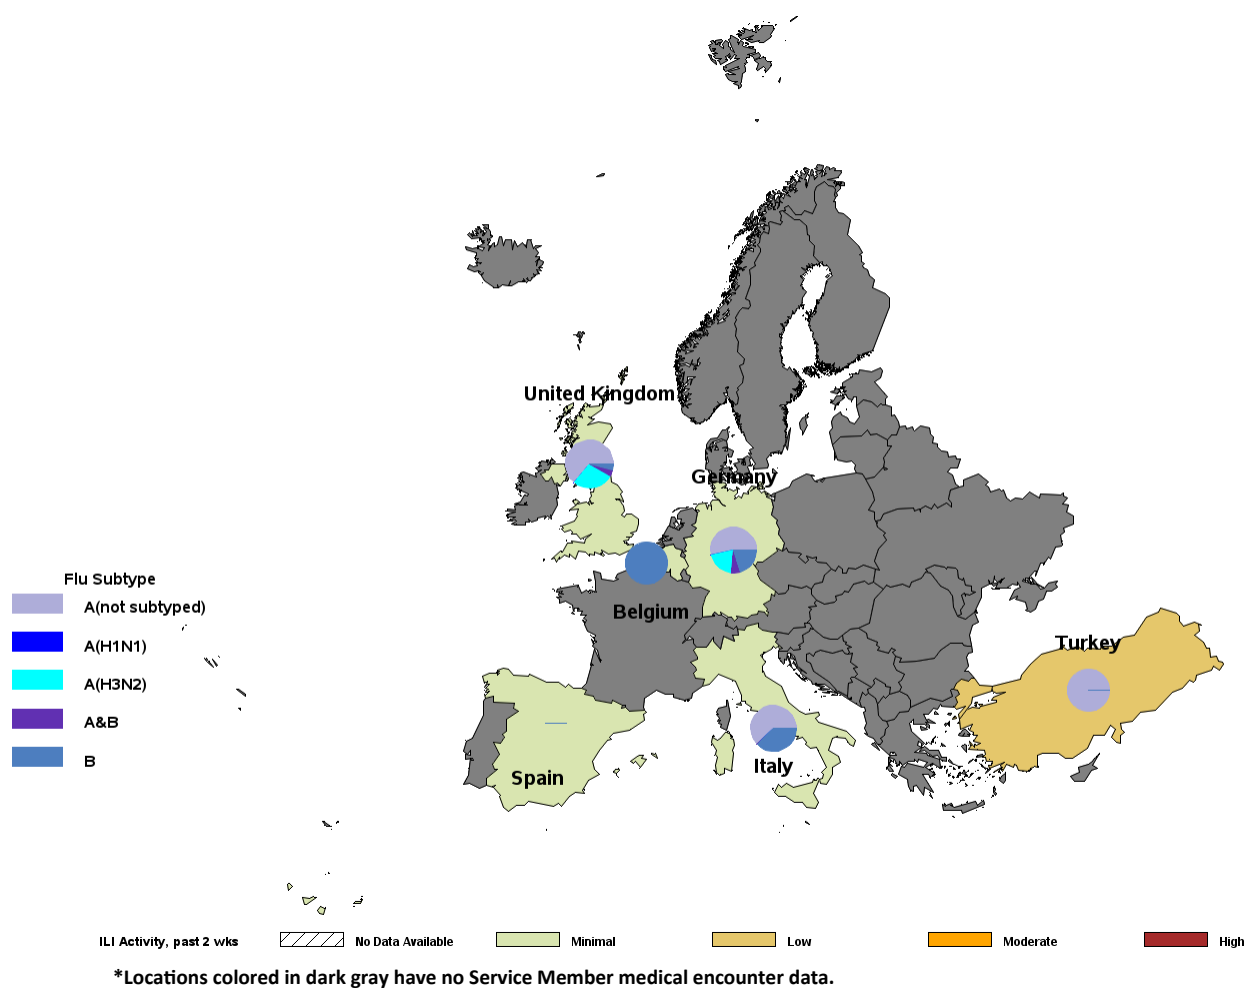 United Kingdom
Germany
Belgium
Turkey
Spain
Italy
Flu Subtype
A(not subtyped)
A(H1N1)
A(H3N2)
A&B
B
ILI Activity, past 2 wks No Data Available Minimal Low Moderate High
*Locations colored in dark gray have no Service Member medical encounter data.